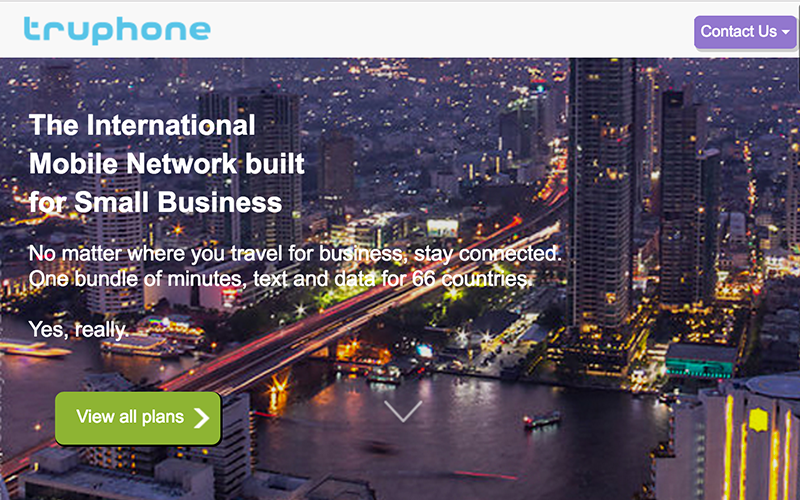 truphone
Contact Us
The International
Mobile Network built
for Small Business
No matter where you travel for business, stay connected.
One bundle of minutes, text and data for 66 countries.
Yes, really.
View all plans